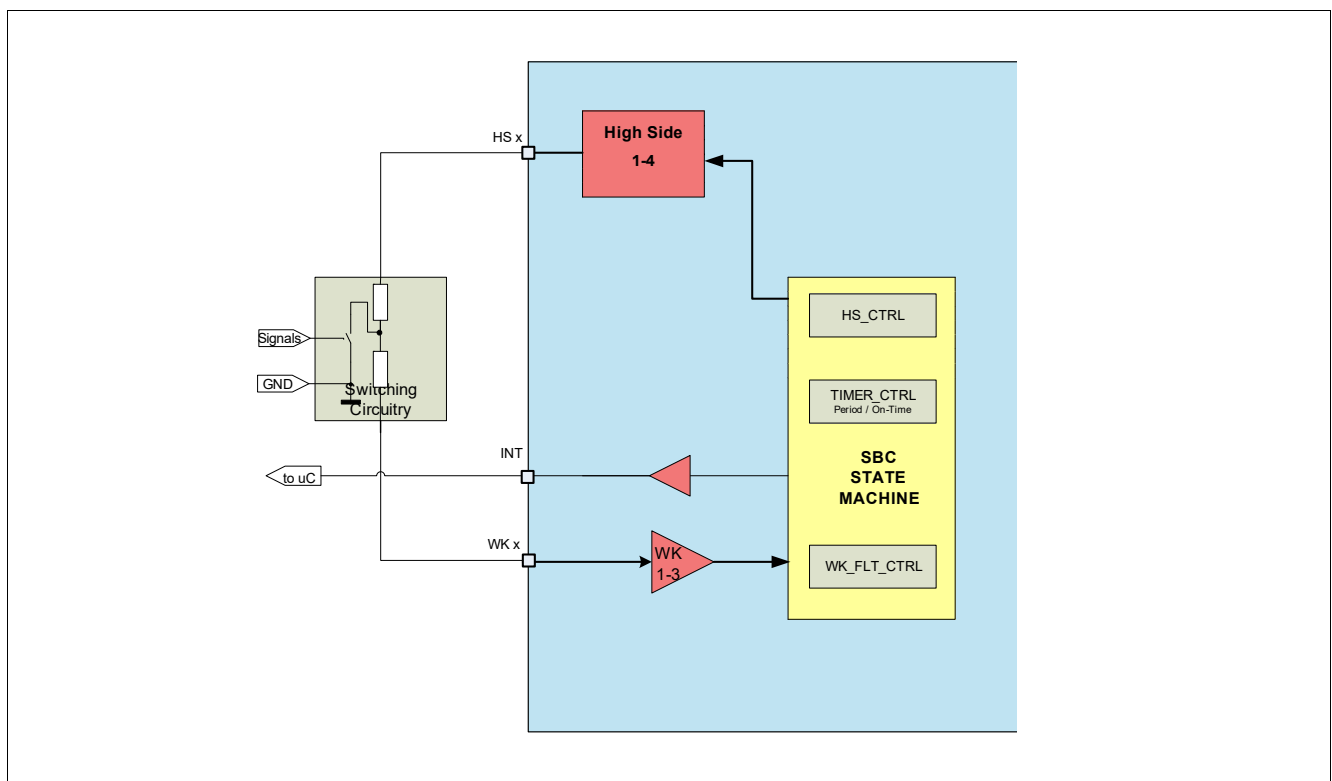 High Side
1-4
HS x
HS_CTRL
Signals
TIMER_CTRL
Period / On-Time
GND
Switching
Circuitry
INT
SBC
STATE
MACHINE
to uC
WK x
WK
1-3
WK_FLT_CTRL